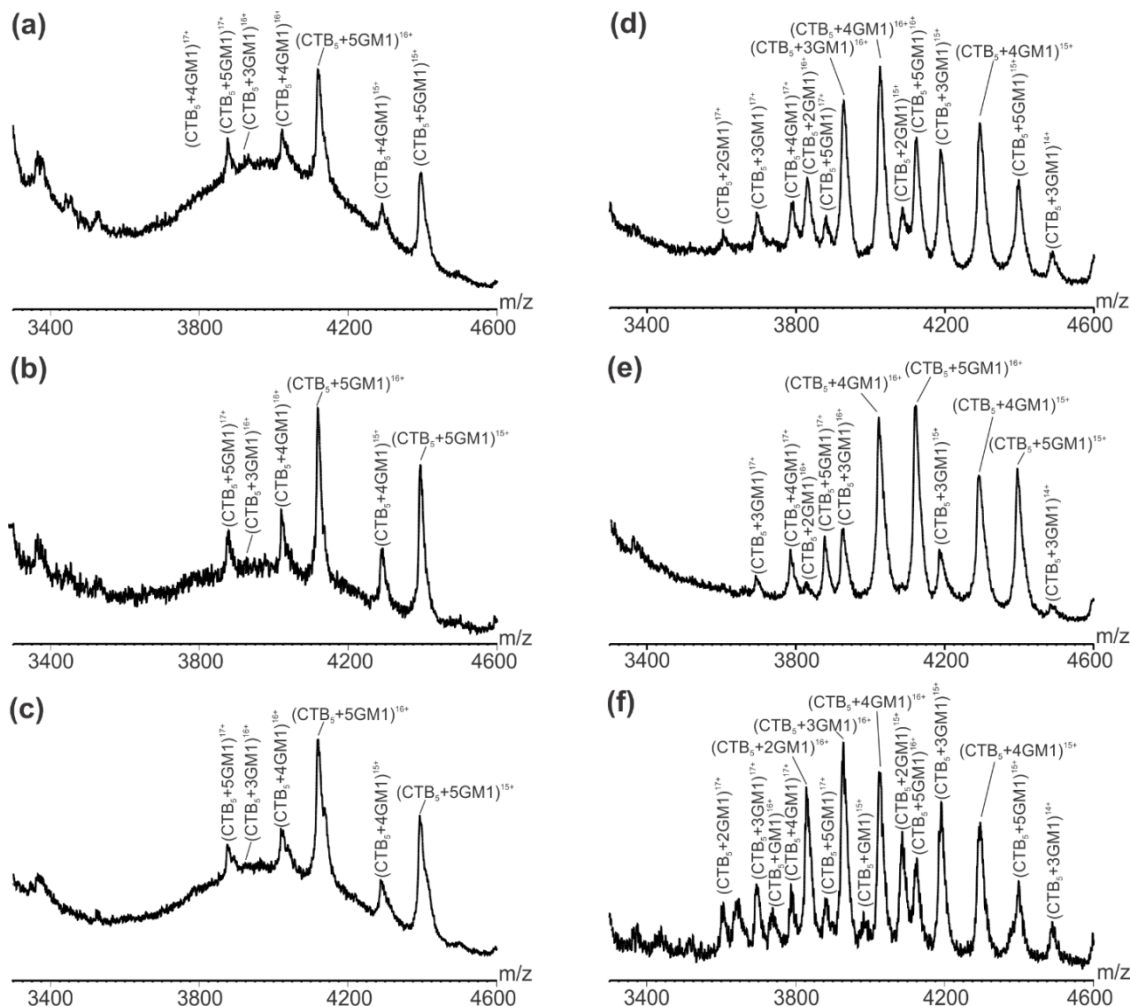 (a)
(CTB₅+4GM1)¹⁷⁺
(CTB₅+5GM1)¹⁷⁺
(CTB₅+3GM1)¹⁶⁺
(CTB₅+4GM1)¹⁶⁺
(CTB₅+5GM1)¹⁶⁺
(CTB₅+4GM1)¹⁵⁺
(CTB₅+5GM1)¹⁵⁺
m/z
3400 3800 4200 4600
(b)
(CTB₅+5GM1)¹⁷⁺
(CTB₅+3GM1)¹⁶⁺
(CTB₅+4GM1)¹⁶⁺
(CTB₅+5GM1)¹⁶⁺
(CTB₅+4GM1)¹⁵⁺
(CTB₅+5GM1)¹⁵⁺
m/z
3400 3800 4200 4600
(c)
(CTB₅+5GM1)¹⁷⁺
(CTB₅+3GM1)¹⁶⁺
(CTB₅+4GM1)¹⁶⁺
(CTB₅+5GM1)¹⁶⁺
(CTB₅+4GM1)¹⁵⁺
(CTB₅+5GM1)¹⁵⁺
m/z
3400 3800 4200 4600
(d)
(CTB₅+2GM1)¹⁷⁺
(CTB₅+3GM1)¹⁷⁺
(CTB₅+4GM1)¹⁷⁺
(CTB₅+2GM1)¹⁶⁺
(CTB₅+5GM1)¹⁷⁺
(CTB₅+3GM1)¹⁶⁺
(CTB₅+4GM1)¹⁶⁺
(CTB₅+2GM1)¹⁵⁺
(CTB₅+5GM1)¹⁶⁺
(CTB₅+3GM1)¹⁵⁺
(CTB₅+4GM1)¹⁵⁺
(CTB₅+5GM1)¹⁵⁺
(CTB₅+3GM1)¹⁴⁺
m/z
3400 3800 4200 4600
(e)
(CTB₅+3GM1)¹⁷⁺
(CTB₅+4GM1)¹⁷⁺
(CTB₅+2GM1)¹⁶⁺
(CTB₅+5GM1)¹⁷⁺
(CTB₅+3GM1)¹⁶⁺
(CTB₅+4GM1)¹⁶⁺
(CTB₅+5GM1)¹⁶⁺
(CTB₅+3GM1)¹⁵⁺
(CTB₅+4GM1)¹⁵⁺
(CTB₅+5GM1)¹⁵⁺
(CTB₅+3GM1)¹⁴⁺
m/z
3400 3800 4200 4600
(f)
(CTB₅+2GM1)¹⁷⁺
(CTB₅+3GM1)¹⁷⁺
(CTB₅+GM1)¹⁶⁺
(CTB₅+4GM1)¹⁷⁺
(CTB₅+2GM1)¹⁶⁺
(CTB₅+5GM1)¹⁷⁺
(CTB₅+3GM1)¹⁶⁺
(CTB₅+GM1)¹⁵⁺
(CTB₅+4GM1)¹⁶⁺
(CTB₅+2GM1)¹⁵⁺
(CTB₅+5GM1)¹⁶⁺
(CTB₅+3GM1)¹⁵⁺
(CTB₅+4GM1)¹⁵⁺
(CTB₅+5GM1)¹⁵⁺
(CTB₅+3GM1)¹⁴⁺
m/z
3400 3800 4200 4600